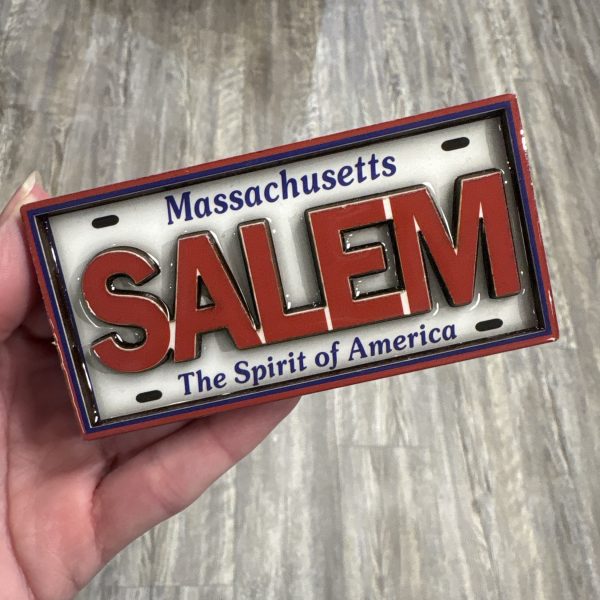 Massachusetts
SALEM
The Spirit of America